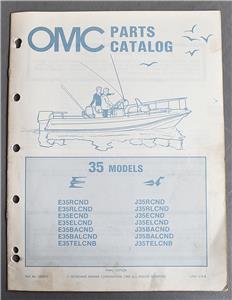 OMC PARTS
CATALOG
35 MODELS
E35RCND J35RCND
E35RLCND J35RLCND
E35ECND J35ECND
E35ELCND J35ELCND
E35BACND J35BACND
E35BALCND J35BALCND
E35TELCNB J35TELCNB